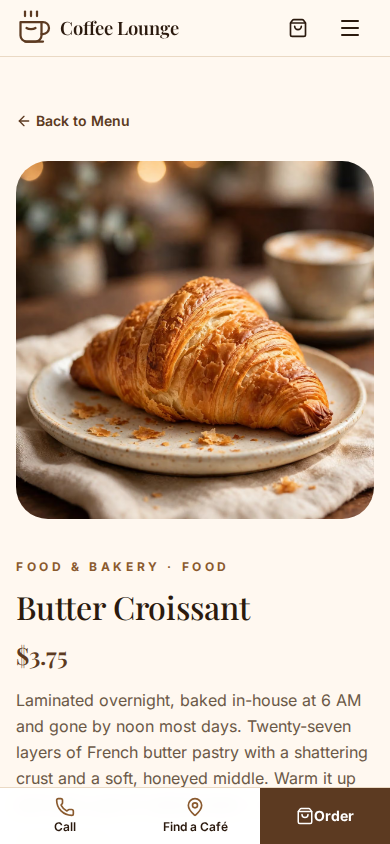 Coffee Lounge
Back to Menu
FOOD & BAKERY · FOOD
Butter Croissant
$3.75
Laminated overnight, baked in-house at 6 AM
and gone by noon most days. Twenty-seven
layers of French butter pastry with a shattering
crust and a soft, honeyed middle. Warm it up
Call
Find a Café
Order